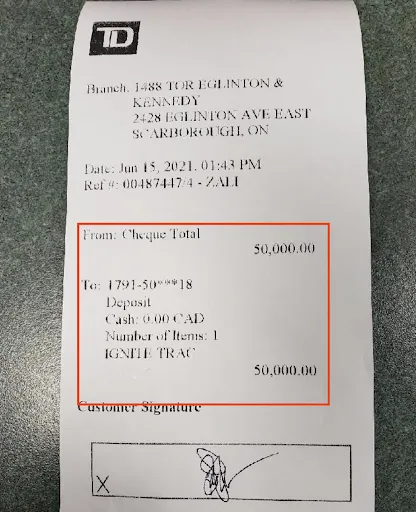 TD
Branch: 1488 TOR EGLINTON &
KENNEDY
2428 EGLINTON AVE EAST
SCARBOROUGH, ON
Date: Jun 15, 2021, 01:43 PM
Ref #: 00487447/4 - ZALI
From: Cheque Total
50,000.00
To: 1791-50***18
Deposit
Cash: 0.00 CAD
Number of Items: 1
IGNITE TRAC
50,000.00
Customer Signature
X